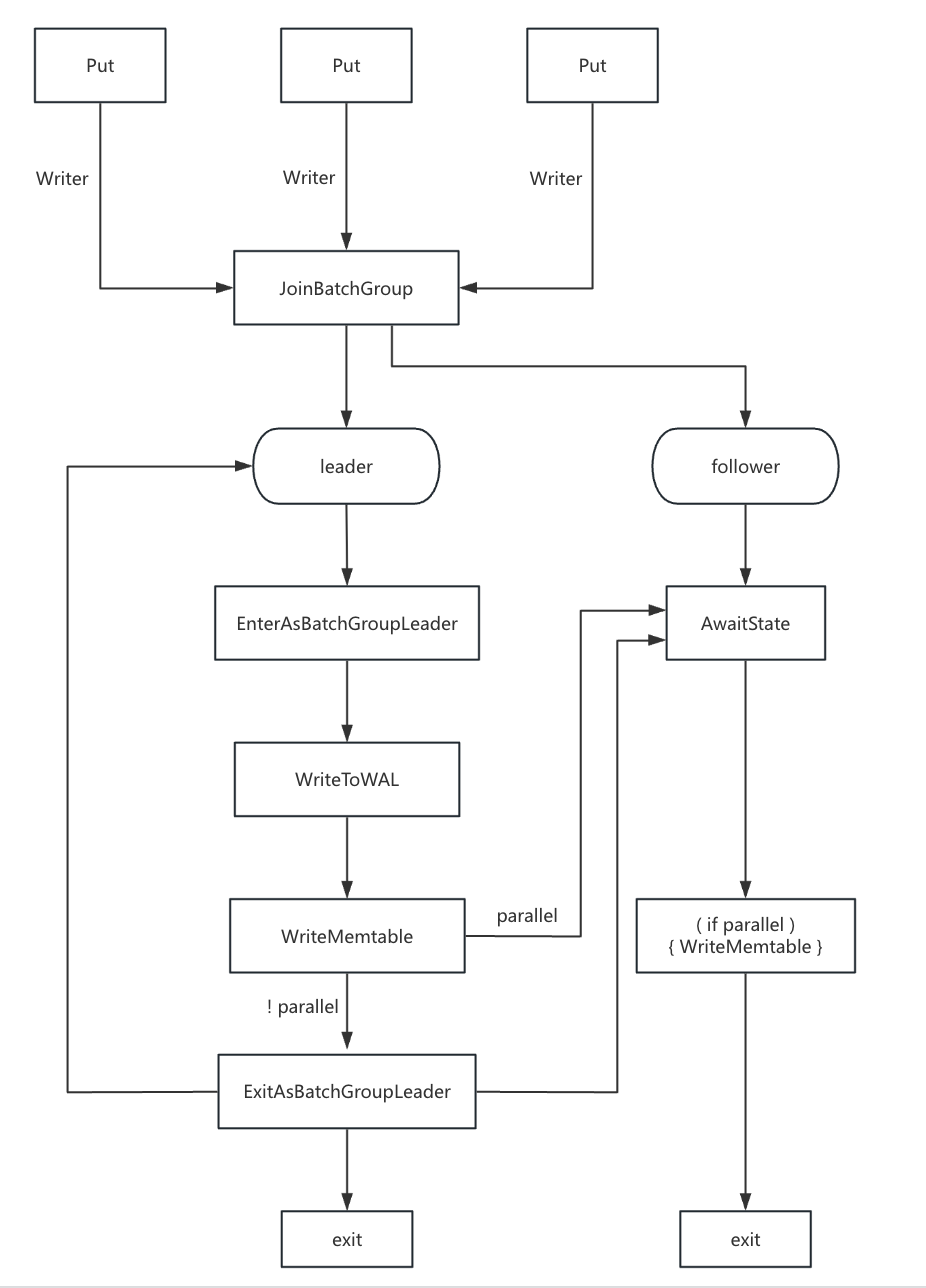 Put
Put
Put
Writer
Writer
Writer
JoinBatchGroup
leader
follower
EnterAsBatchGroupLeader
AwaitState
WriteToWAL
WriteMemtable
parallel
( if parallel )
{ WriteMemtable }
! parallel
ExitAsBatchGroupLeader
exit
exit